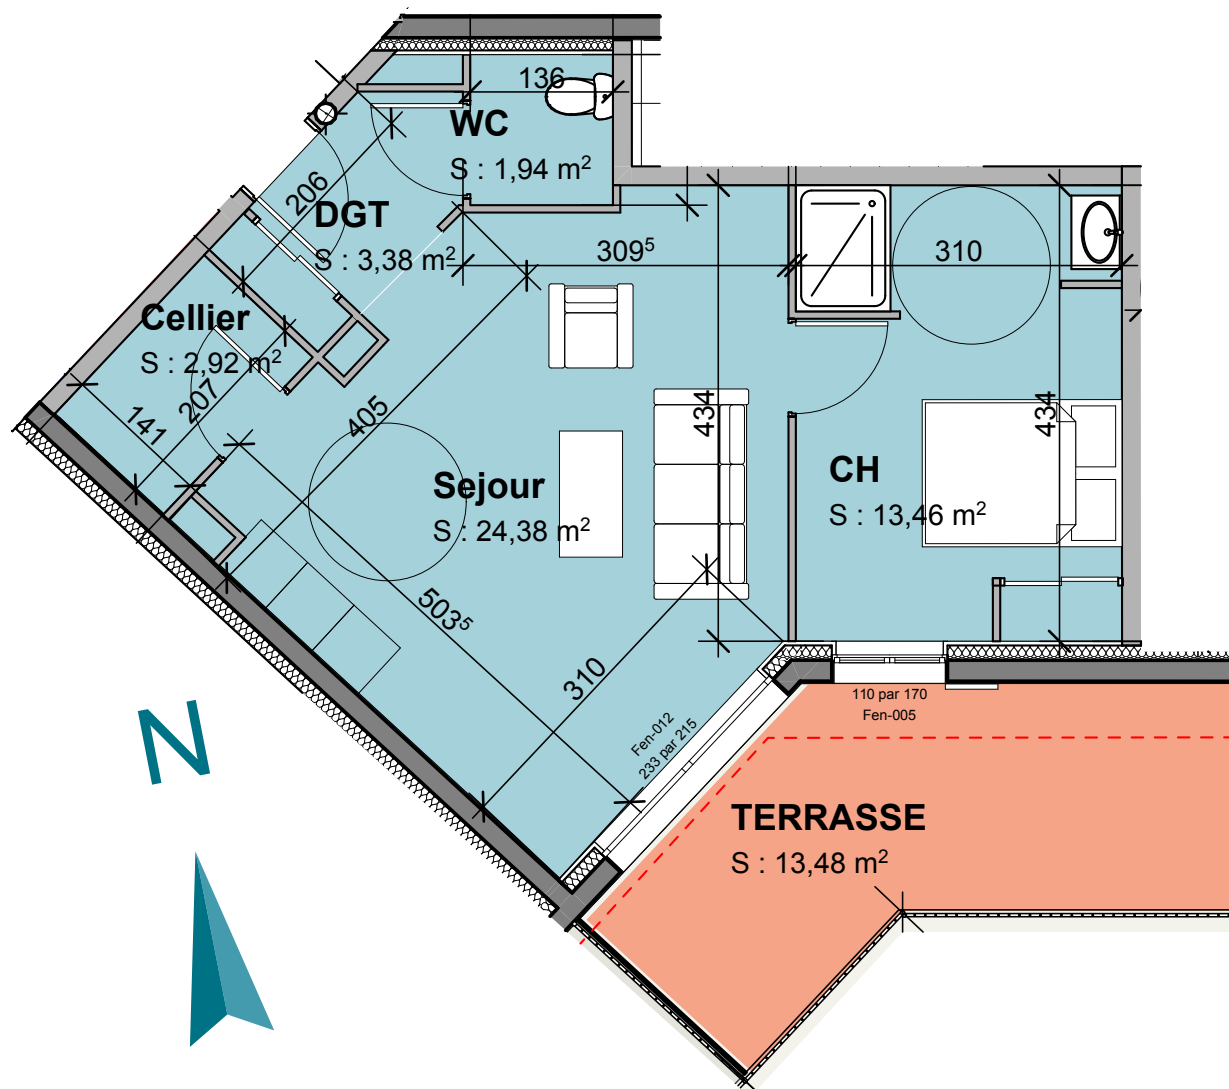 136
WC
S : 1,94 m²
206
DGT
S : 3,38 m²
309⁵
310
Cellier
S : 2,92 m²
207
141
405
434
434
Sejour
S : 24,38 m²
CH
S : 13,46 m²
503⁵
310
Fen-012
233 par 215
110 par 170
Fen-005
N
TERRASSE
S : 13,48 m²